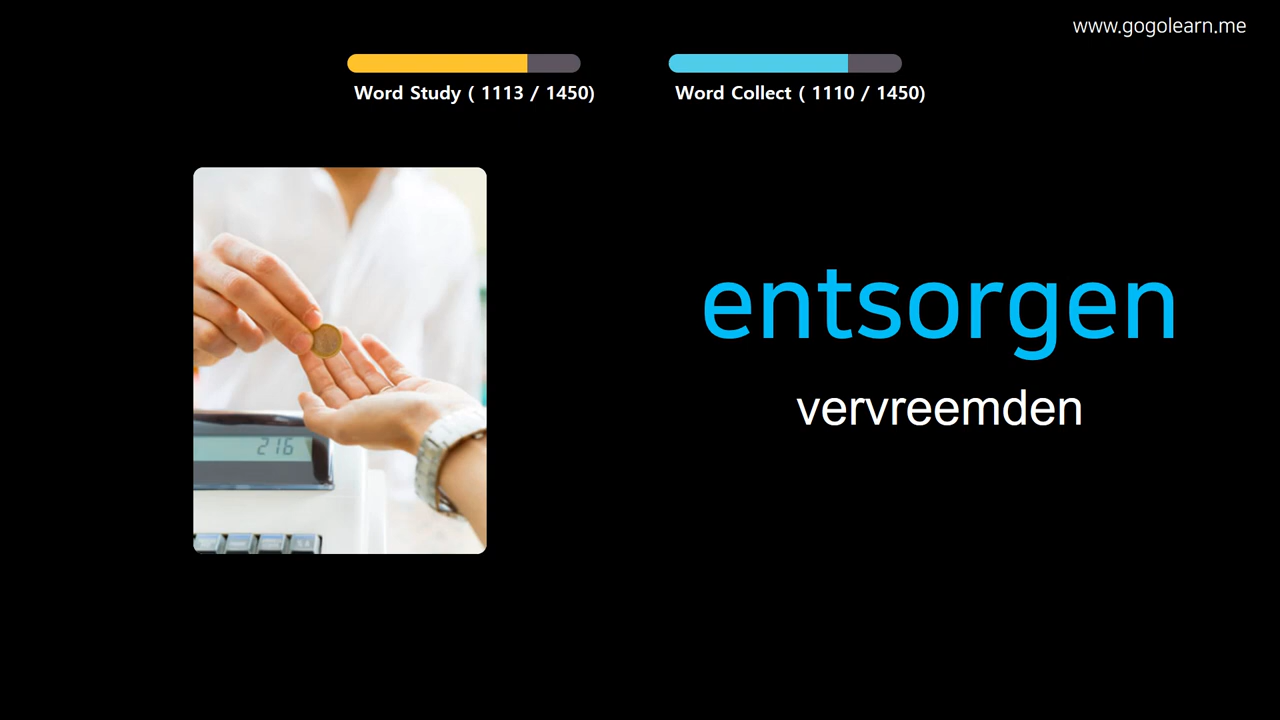 www.gogolearn.me
Word Study ( 1113 / 1450)
Word Collect ( 1110 / 1450)
entsorgen
vervreemden
216